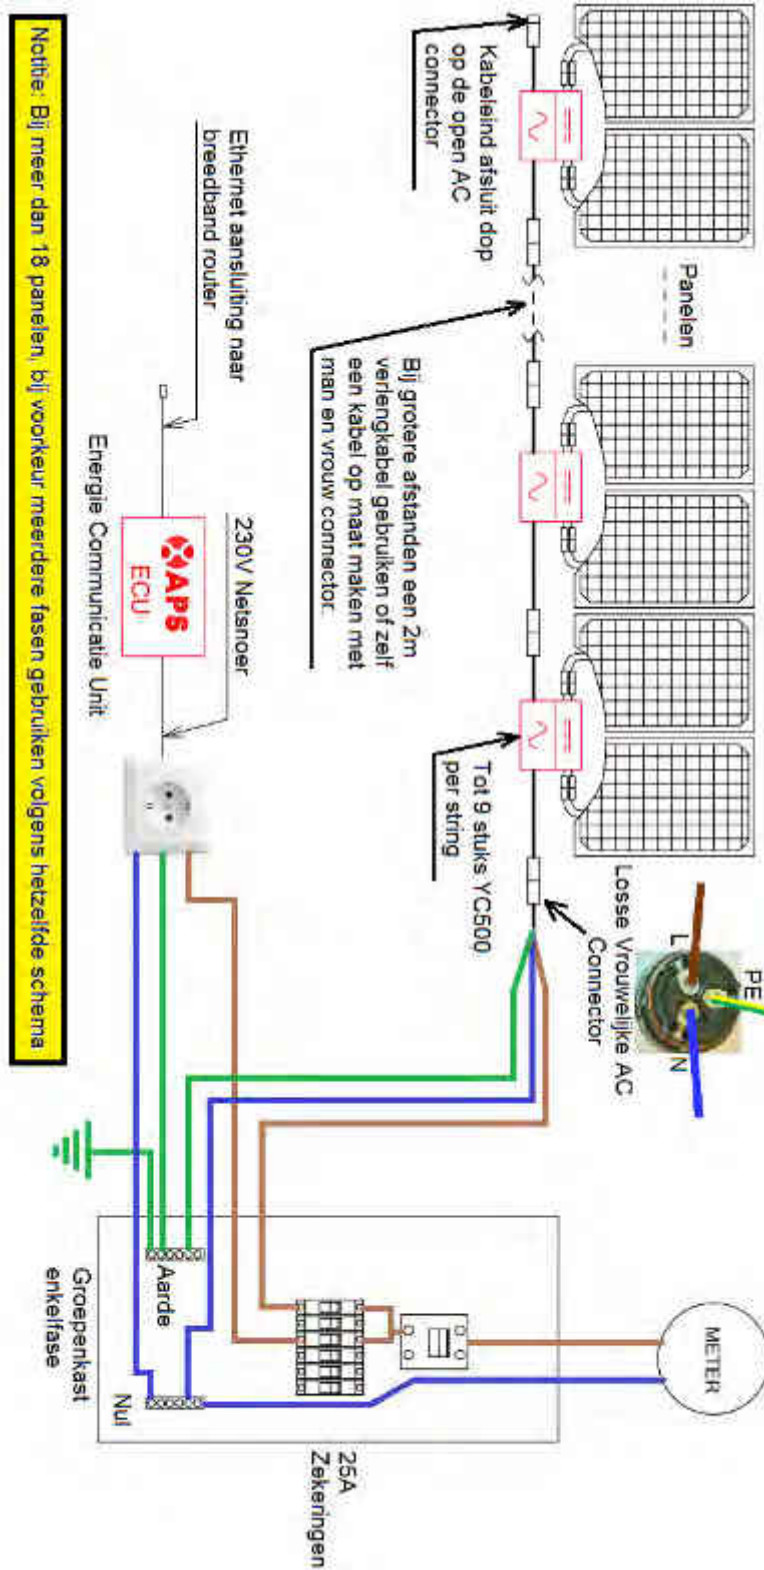 Panelen
Kabeleind afsluit dop
op de open AC
connector
Bij grotere afstanden een 2m
verlengkabel gebruiken of zelf
een kabel op maat maken met
man en vrouw connector.
Tot 9 stuks YC500
per string
PE
L
N
Losse Vrouwelijke AC
Connector
METER
Ethernet aansluiting naar
breedband router
230V Netsnoer
APS
ECU
Energie Communicatie Unit
25A
Zekeringen
Aarde
Nul
Groepenkast
enkelfase
Notitie: Bij meer dan 18 panelen, bij voorkeur meerdere fasen gebruiken volgens hetzelfde schema